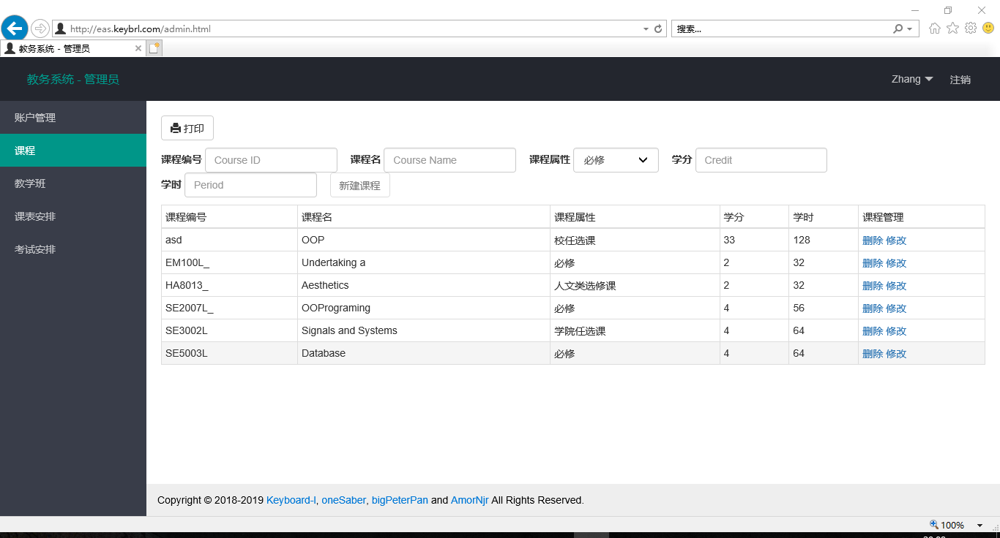 http://eas.keybrl.com/admin.html
搜索...
教务系统 - 管理员
教务系统 - 管理员
Zhang
注销
账户管理
课程
教学班
课表安排
考试安排
打印
课程编号 Course ID 课程名 Course Name 课程属性 必修 学分 Credit
学时 Period 新建课程
课程编号 课程名 课程属性 学分 学时 课程管理
asd OOP 校任选课 33 128 删除 修改
EM100L_ Undertaking a 必修 2 32 删除 修改
HA8013_ Aesthetics 人文类选修课 2 32 删除 修改
SE2007L_ OOPrograming 必修 4 56 删除 修改
SE3002L Signals and Systems 学院任选课 4 64 删除 修改
SE5003L Database 必修 4 64 删除 修改
Copyright © 2018-2019 Keyboard-l, oneSaber, bigPeterPan and AmorNjr All Rights Reserved.
100%